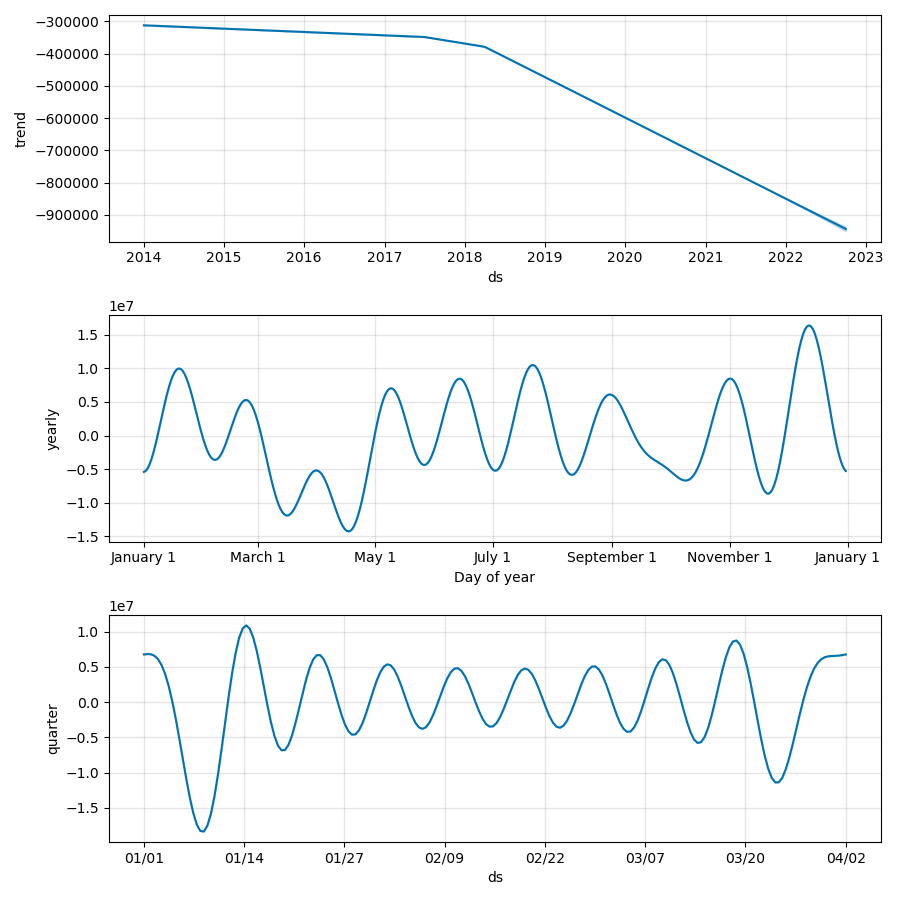 −300000
−400000
−500000
−600000
−700000
−800000
−900000
trend
2014 2015 2016 2017 2018 2019 2020 2021 2022 2023
ds
1e7
1.5
1.0
0.5
0.0
−0.5
−1.0
−1.5
yearly
January 1 March 1 May 1 July 1 September 1 November 1 January 1
Day of year
1e7
1.0
0.5
0.0
−0.5
−1.0
−1.5
quarter
01/01 01/14 01/27 02/09 02/22 03/07 03/20 04/02
ds